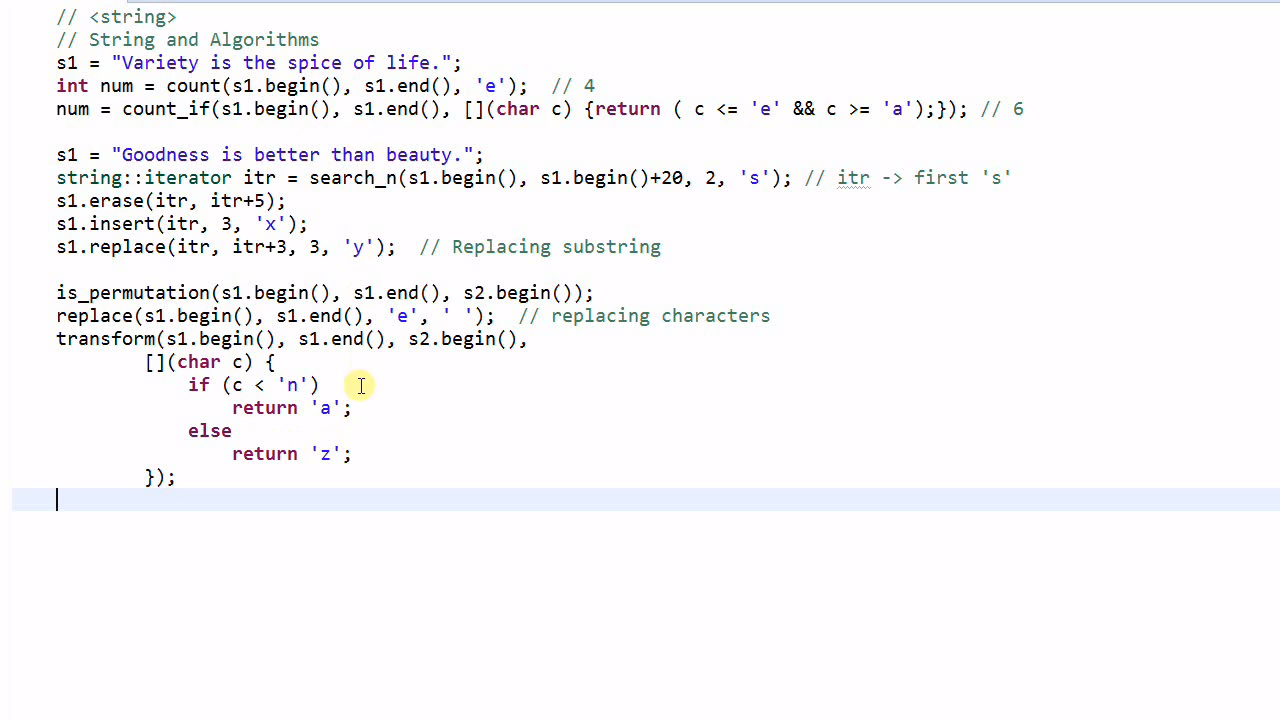 // <string>
// String and Algorithms
s1 = "Variety is the spice of life.";
int num = count(s1.begin(), s1.end(), 'e');  // 4
num = count_if(s1.begin(), s1.end(), [](char c) {return ( c <= 'e' && c >= 'a');}); // 6
s1 = "Goodness is better than beauty.";
string::iterator itr = search_n(s1.begin(), s1.begin()+20, 2, 's'); // itr -> first 's'
s1.erase(itr, itr+5);
s1.insert(itr, 3, 'x');
s1.replace(itr, itr+3, 3, 'y');  // Replacing substring
is_permutation(s1.begin(), s1.end(), s2.begin());
replace(s1.begin(), s1.end(), 'e', ' ');  // replacing characters
transform(s1.begin(), s1.end(), s2.begin(),
[](char c) {
if (c < 'n')
return 'a';
else
return 'z';
});